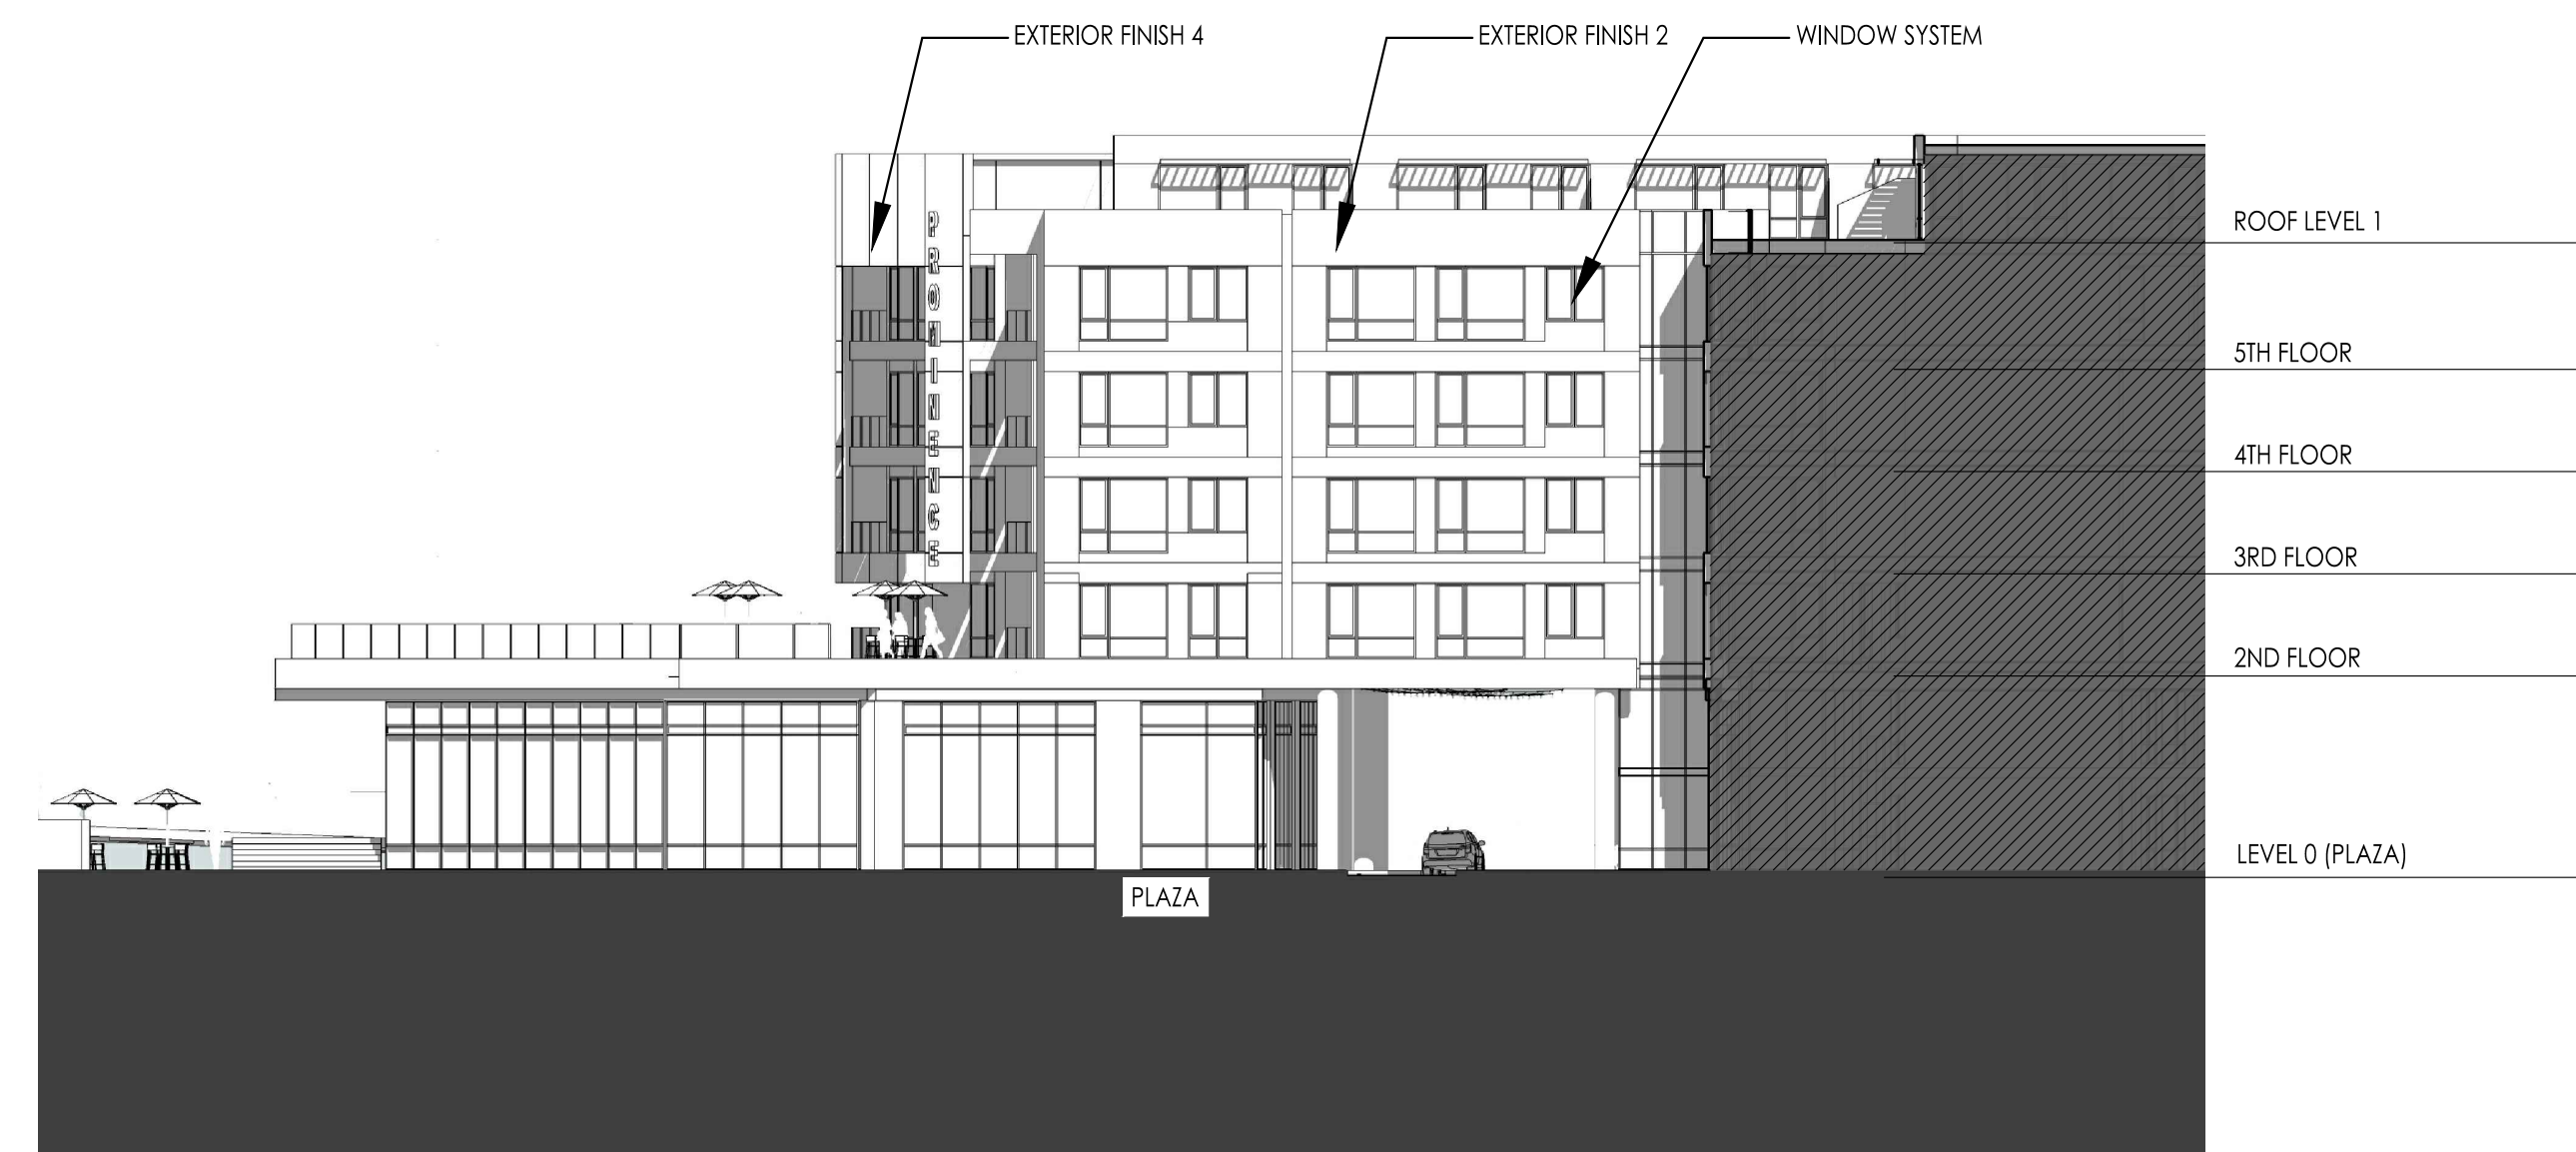 EXTERIOR FINISH 4
EXTERIOR FINISH 2
WINDOW SYSTEM
PROMINENCE
ROOF LEVEL 1
5TH FLOOR
4TH FLOOR
3RD FLOOR
2ND FLOOR
LEVEL 0 (PLAZA)
PLAZA